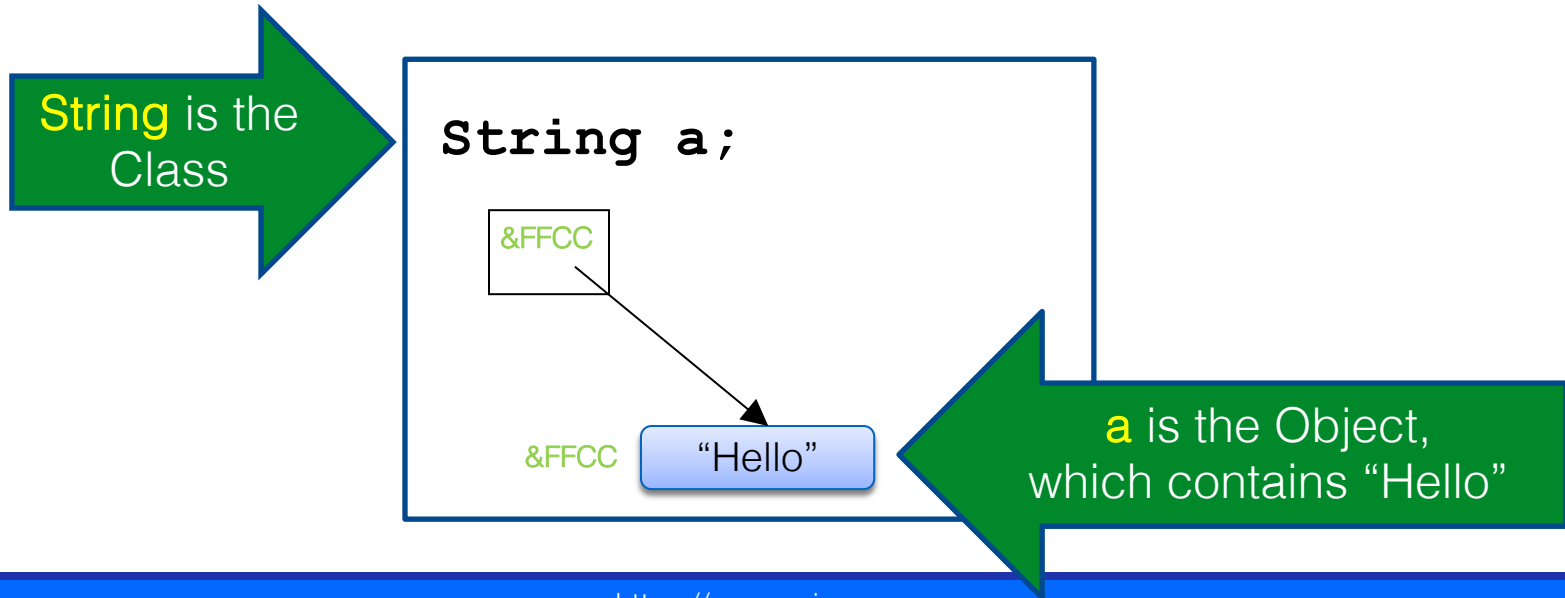 String is the
Class
String a;
&FFCC
&FFCC
“Hello”
a is the Object,
which contains “Hello”